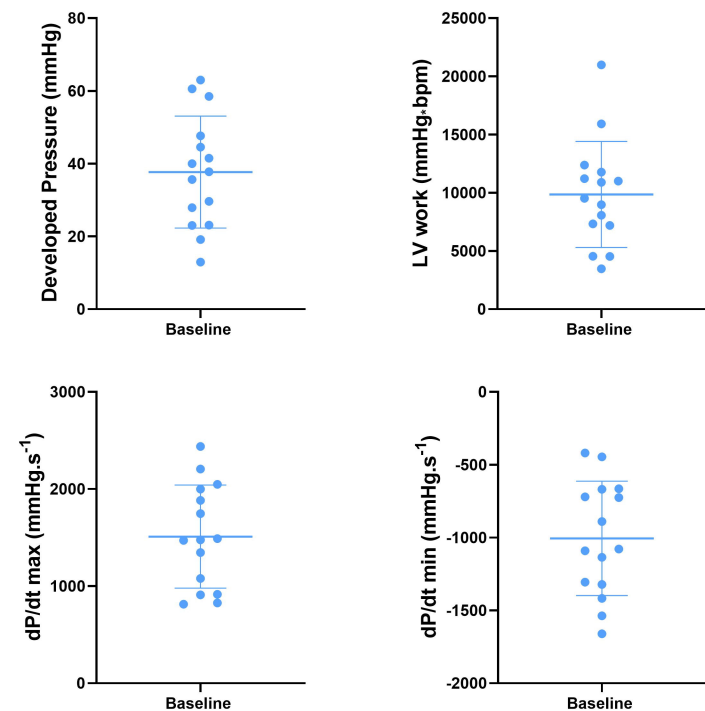 Developed Pressure (mmHg)
80
60
40
20
0
Baseline
LV work (mmHg*bpm)
25000
20000
15000
10000
5000
0
Baseline
dP/dt max (mmHg.s⁻¹)
3000
2000
1000
0
Baseline
dP/dt min (mmHg.s⁻¹)
0
-500
-1000
-1500
-2000
Baseline